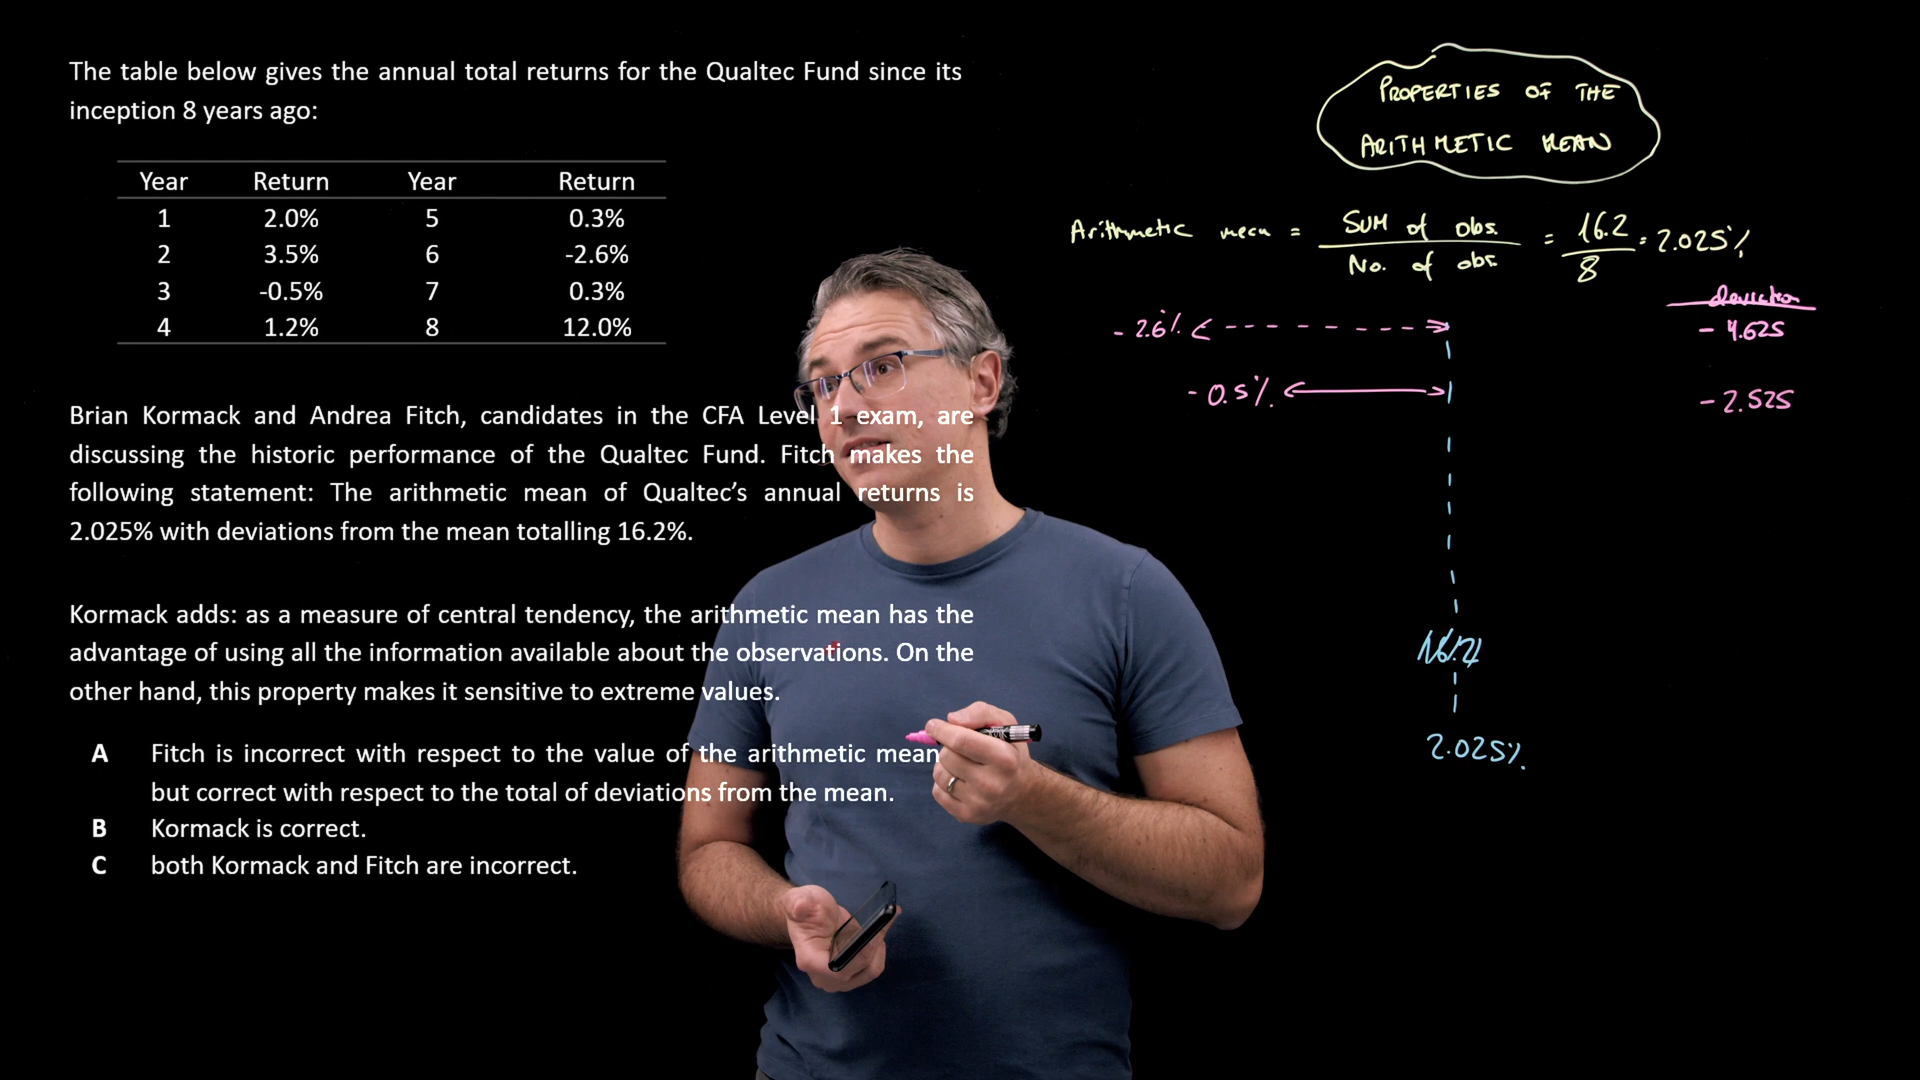 The table below gives the annual total returns for the Qualtec Fund since its
inception 8 years ago:
Year Return Year Return
1 2.0% 5 0.3%
2 3.5% 6 -2.6%
3 -0.5% 7 0.3%
4 1.2% 8 12.0%
Brian Kormack and Andrea Fitch, candidates in the CFA Level 1 exam, are
discussing the historic performance of the Qualtec Fund. Fitch makes the
following statement: The arithmetic mean of Qualtec’s annual returns is
2.025% with deviations from the mean totalling 16.2%.
Kormack adds: as a measure of central tendency, the arithmetic mean has the
advantage of using all the information available about the observations. On the
other hand, this property makes it sensitive to extreme values.
A Fitch is incorrect with respect to the value of the arithmetic mean
but correct with respect to the total of deviations from the mean.
B Kormack is correct.
C both Kormack and Fitch are incorrect.
PROPERTIES OF THE
ARITHMETIC MEAN
Arithmetic mean = SUM of obs. / No. of obs. = 16.2 / 8 = 2.025%
deviation
- 2.6% - 4.625
- 0.5% - 2.525
2.025%